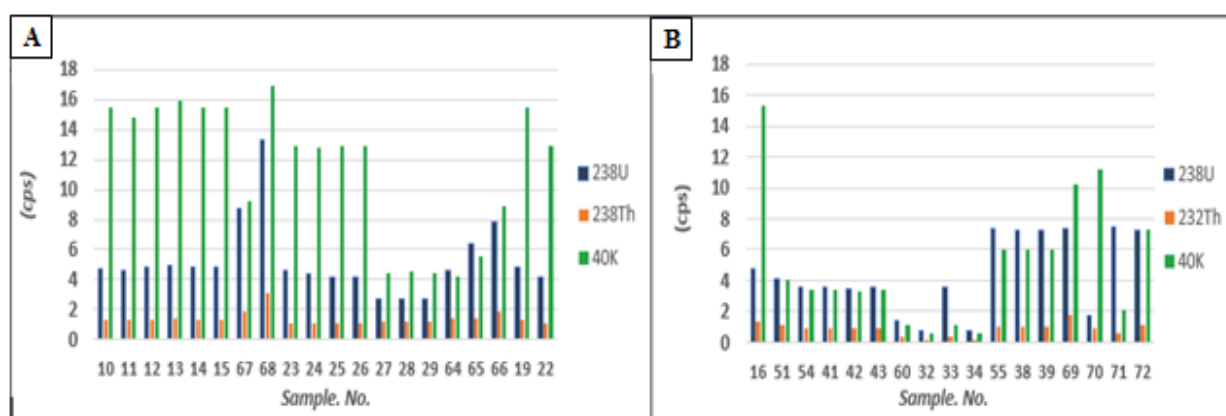 A
18
16
14
12
10
8
6
4
2
0
(cps)
10 11 12 13 14 15 67 68 23 24 25 26 27 28 29 64 65 66 19 22
Sample. No.
238U
238Th
40K
B
18
16
14
12
10
8
6
4
2
0
(cps)
16 51 54 41 42 43 60 32 33 34 55 38 39 69 70 71 72
Sample. No.
238U
232Th
40K